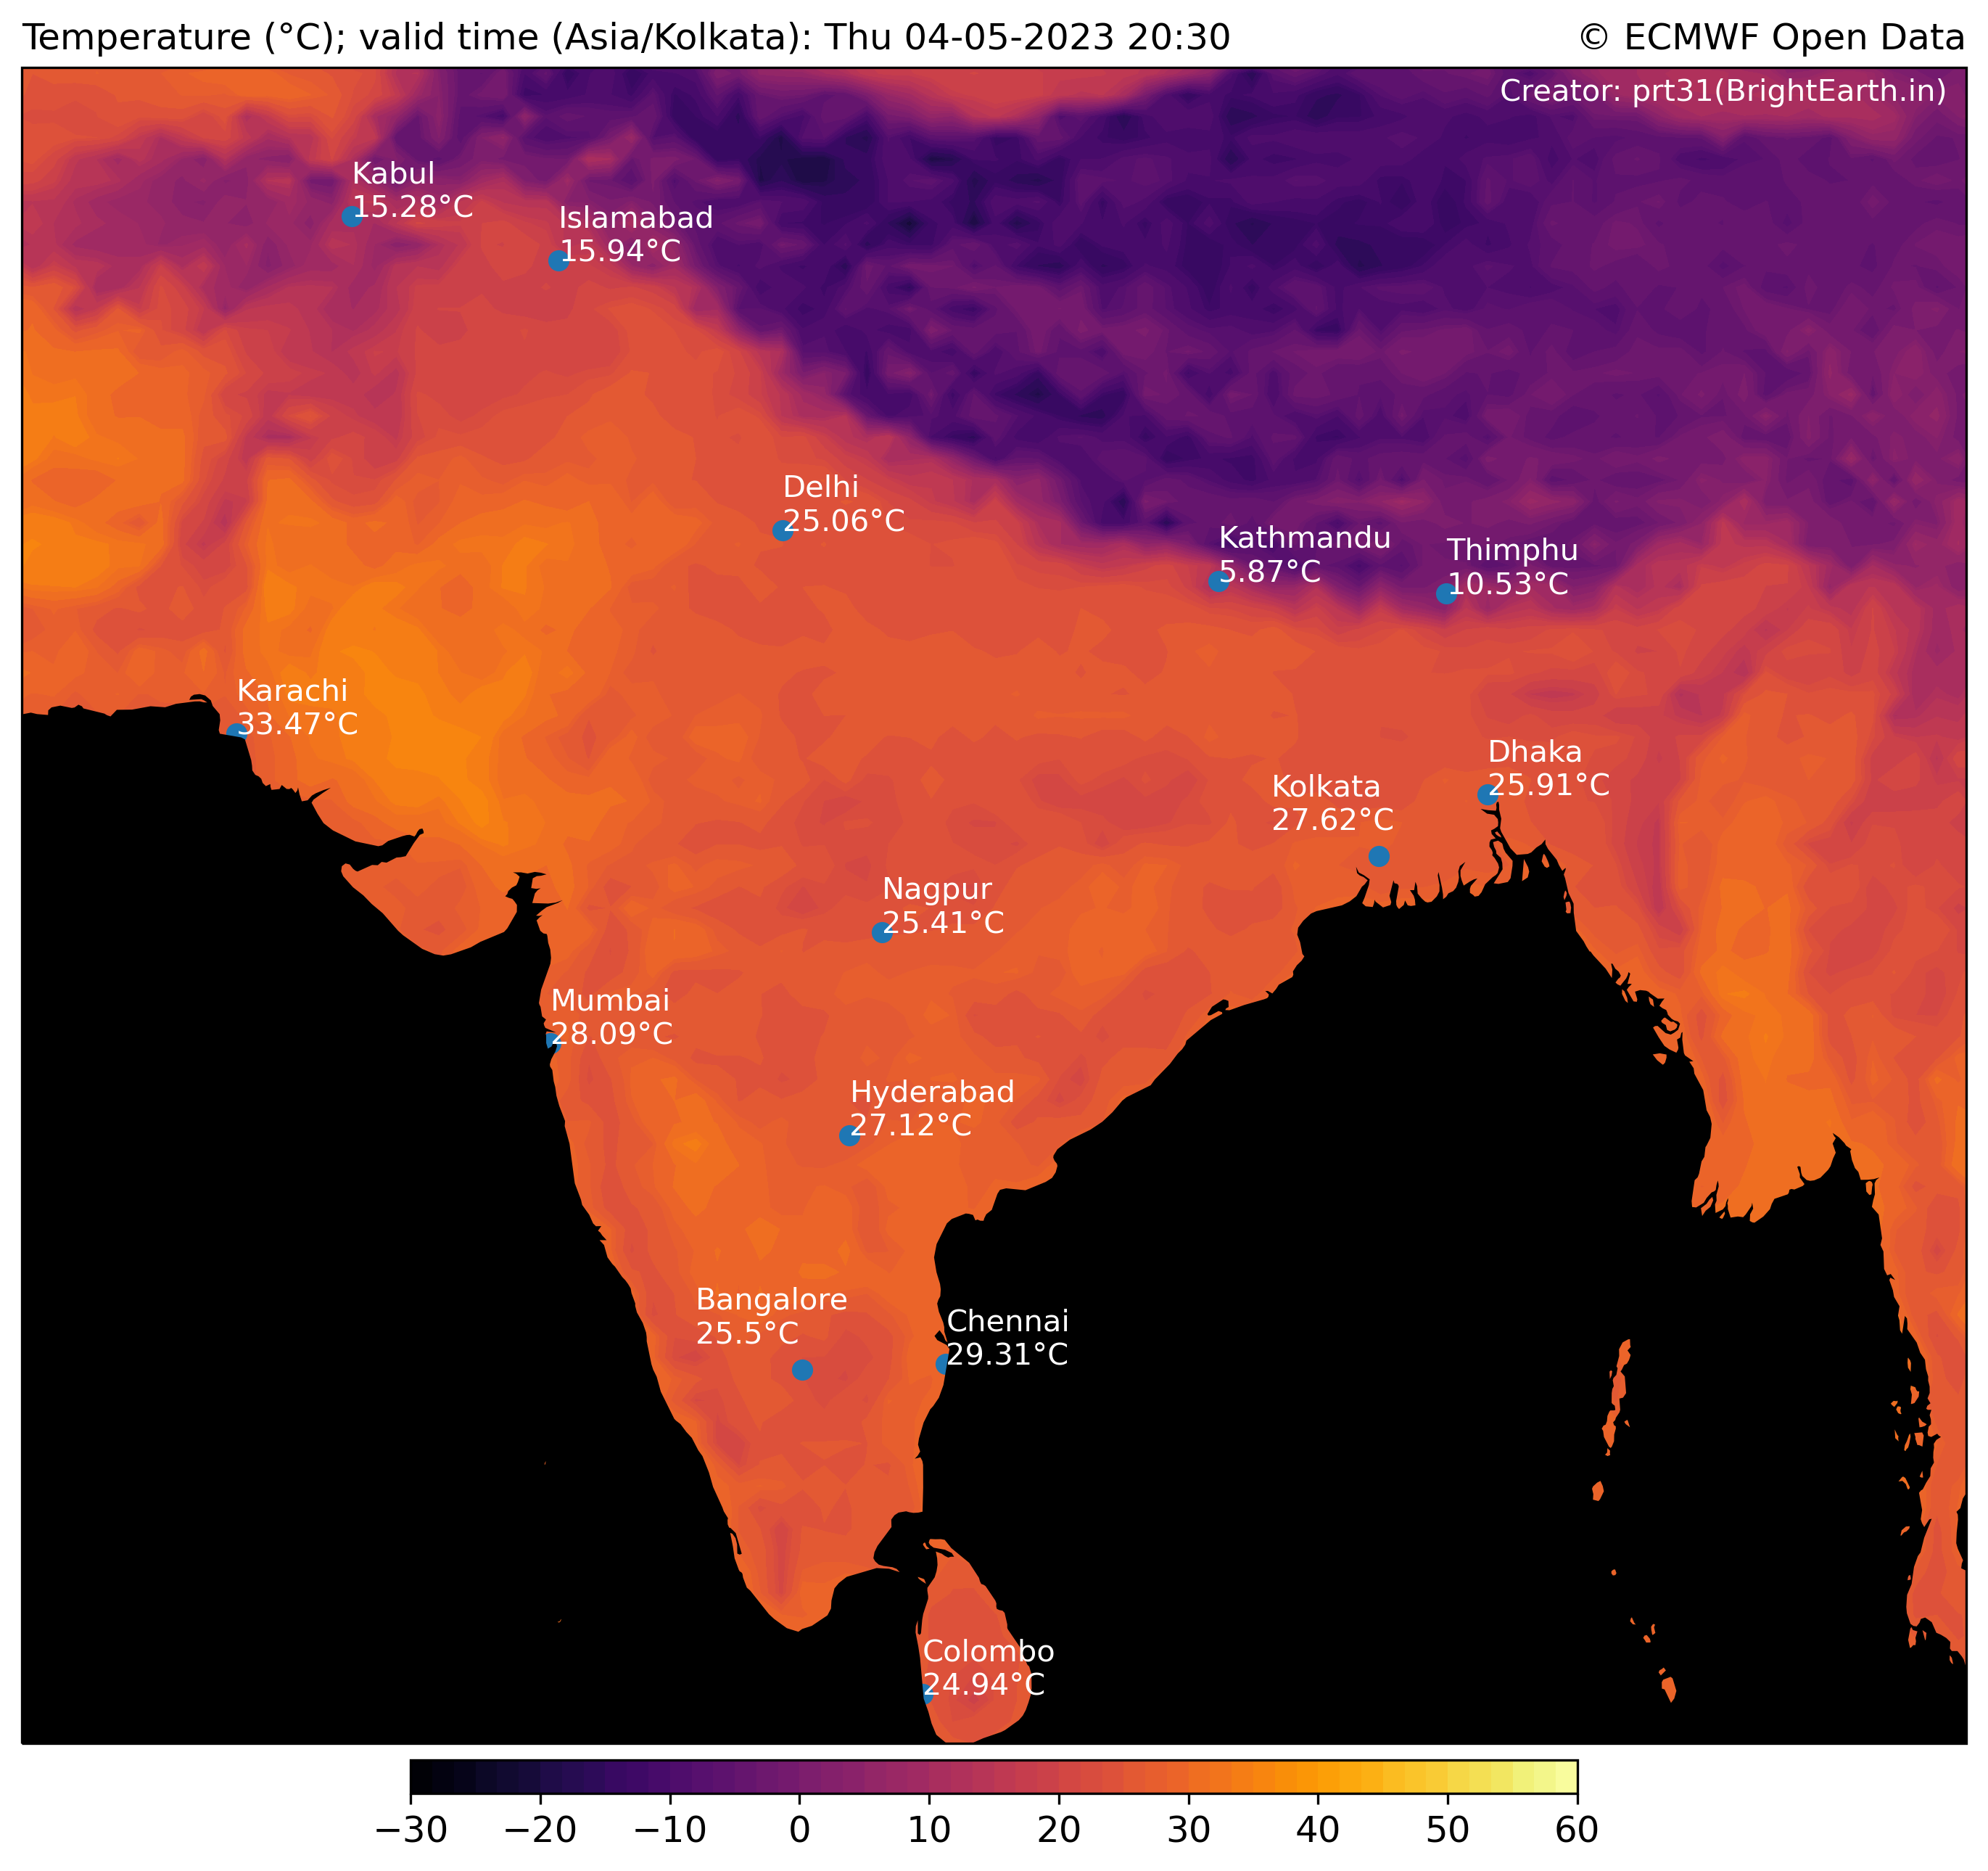 Temperature (°C); valid time (Asia/Kolkata): Thu 04-05-2023 20:30
© ECMWF Open Data
Creator: prt31(BrightEarth.in)
Kabul
15.28°C
Islamabad
15.94°C
Delhi
25.06°C
Kathmandu
5.87°C
Thimphu
10.53°C
Karachi
33.47°C
Dhaka
25.91°C
Kolkata
27.62°C
Nagpur
25.41°C
Mumbai
28.09°C
Hyderabad
27.12°C
Bangalore
25.5°C
Chennai
29.31°C
Colombo
24.94°C
−30 −20 −10 0 10 20 30 40 50 60